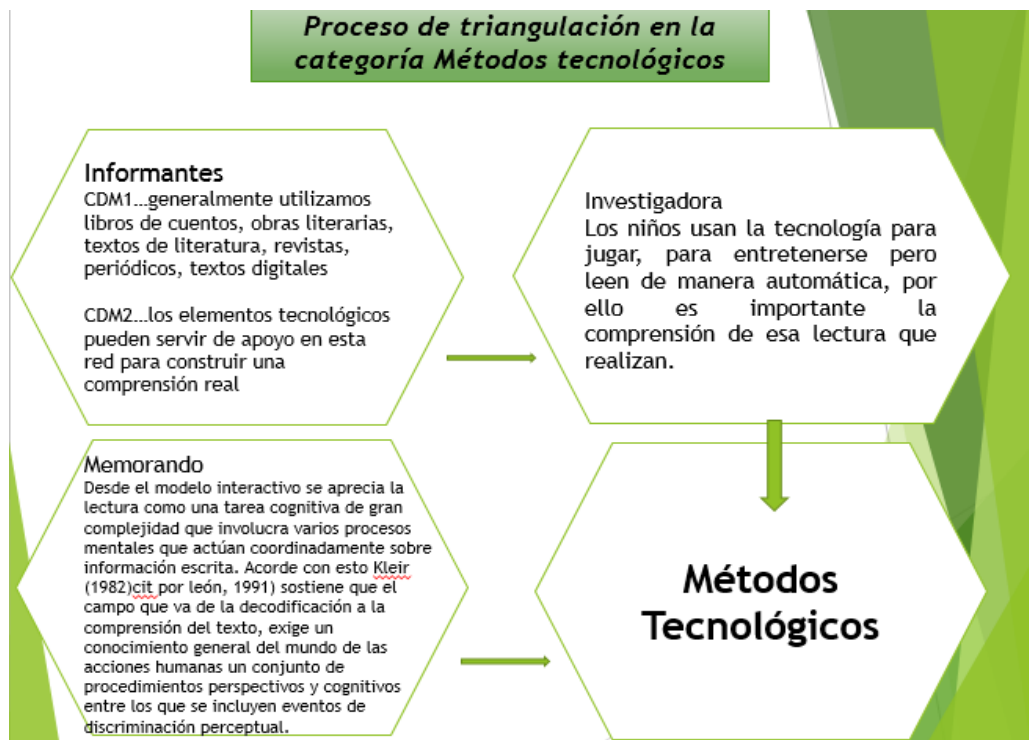 Proceso de triangulación en la
categoría Métodos tecnológicos
Informantes
CDM1…generalmente utilizamos
libros de cuentos, obras literarias,
textos de literatura, revistas,
periódicos, textos digitales
CDM2…los elementos tecnológicos
pueden servir de apoyo en esta
red para construir una
comprensión real
Investigadora
Los niños usan la tecnología para
jugar, para entretenerse pero
leen de manera automática, por
ello es importante la
comprensión de esa lectura que
realizan.
Memorando
Desde el modelo interactivo se aprecia la
lectura como una tarea cognitiva de gran
complejidad que involucra varios procesos
mentales que actúan coordinadamente sobre
información escrita. Acorde con esto Kleir
(1982)cit por león, 1991) sostiene que el
campo que va de la decodificación a la
comprensión del texto, exige un
conocimiento general del mundo de las
acciones humanas un conjunto de
procedimientos perspectivos y cognitivos
entre los que se incluyen eventos de
discriminación perceptual.
Métodos
Tecnológicos